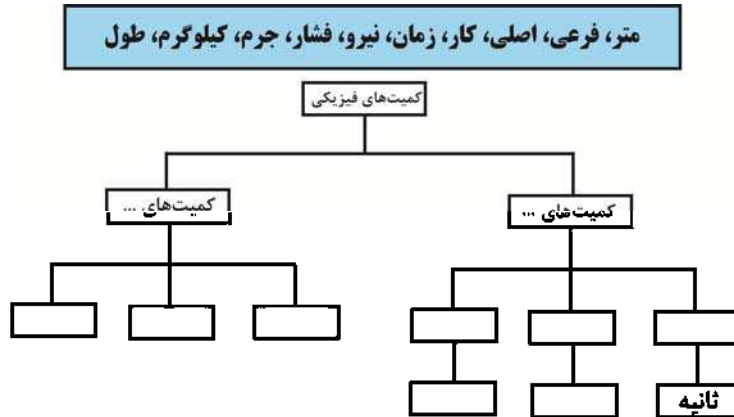 متر، فرعی، اصلی، کار، زمان، نیرو، فشار، جرم، کیلوگرم، طول
کمیت‌های فیزیکی
کمیت‌های ...
کمیت‌های ...
ثانیه